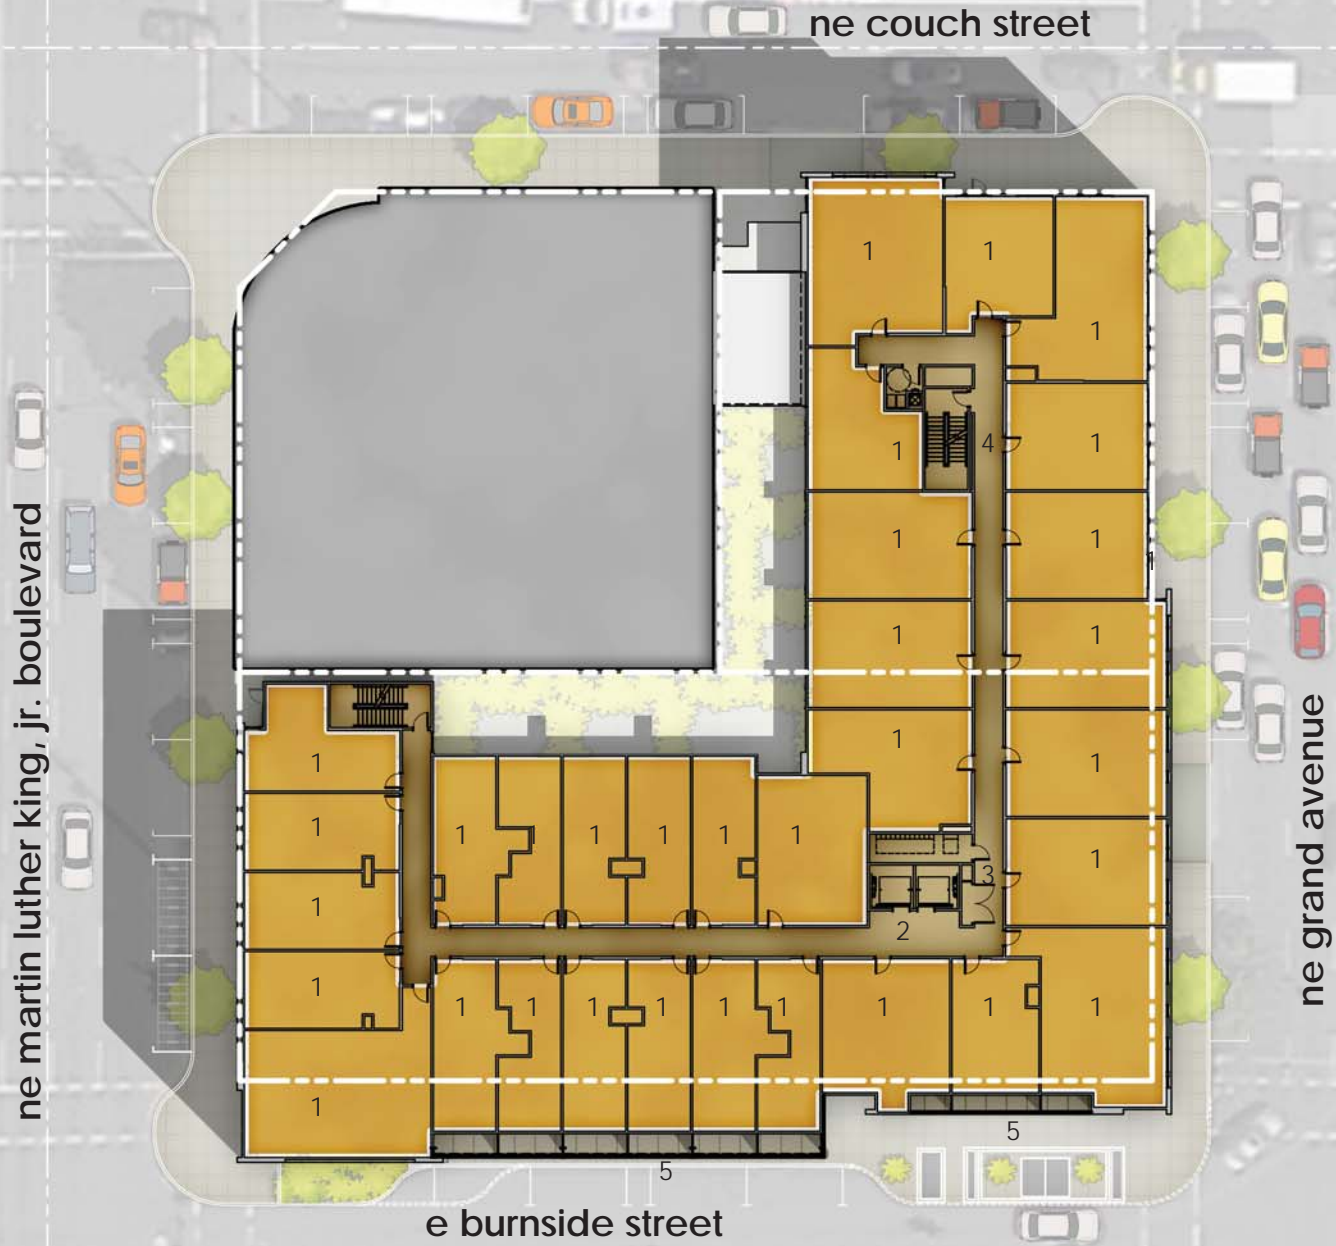 ne couch street
1 1
1
1 4 1
1 1
1
1 1
1 1 1
1 1 1 1 1 1 1 1
3
1 2
1 1 1 1 1 1 1 1 1 1
1
5
5
e burnside street
ne martin luther king, jr. boulevard
ne grand avenue